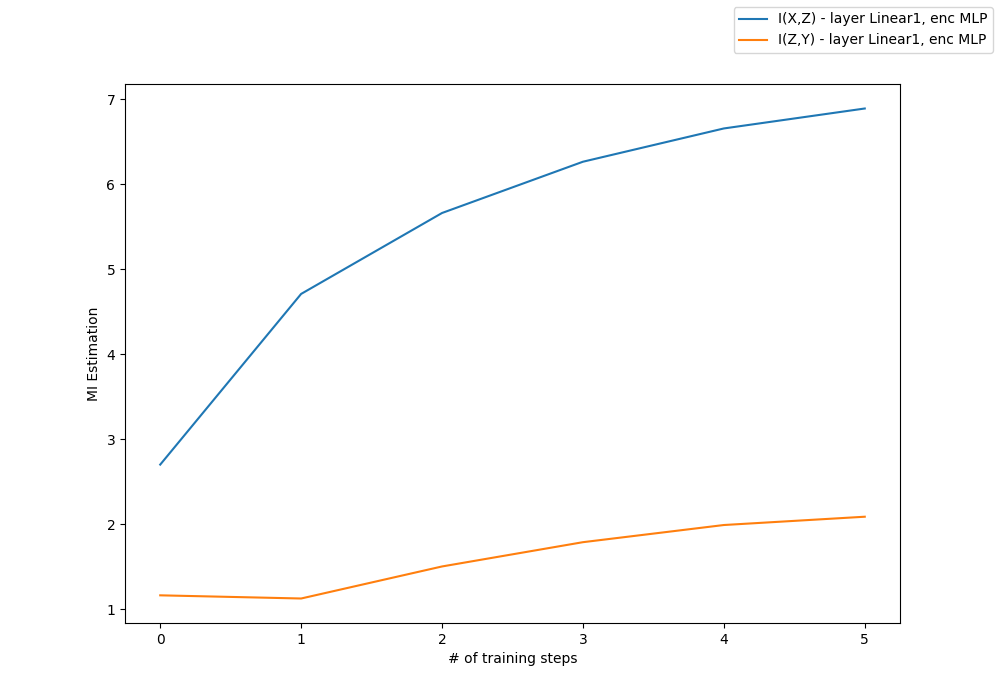 I(X,Z) - layer Linear1, enc MLP
I(Z,Y) - layer Linear1, enc MLP
7
6
5
4
3
2
1
MI Estimation
0 1 2 3 4 5
# of training steps